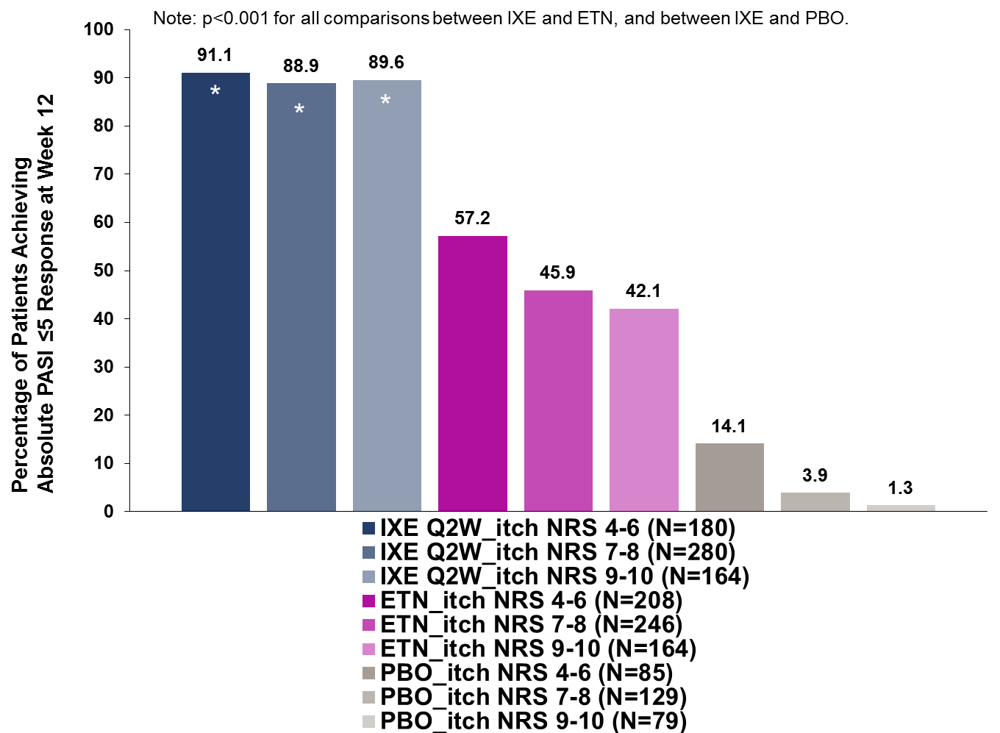 Note: p<0.001 for all comparisons between IXE and ETN, and between IXE and PBO.
Percentage of Patients Achieving
Absolute PASI ≤5 Response at Week 12
100
90
80
70
60
50
40
30
20
10
0
91.1
88.9
89.6
57.2
45.9
42.1
14.1
3.9
1.3
*
*
*
IXE Q2W_itch NRS 4-6 (N=180)
IXE Q2W_itch NRS 7-8 (N=280)
IXE Q2W_itch NRS 9-10 (N=164)
ETN_itch NRS 4-6 (N=208)
ETN_itch NRS 7-8 (N=246)
ETN_itch NRS 9-10 (N=164)
PBO_itch NRS 4-6 (N=85)
PBO_itch NRS 7-8 (N=129)
PBO_itch NRS 9-10 (N=79)